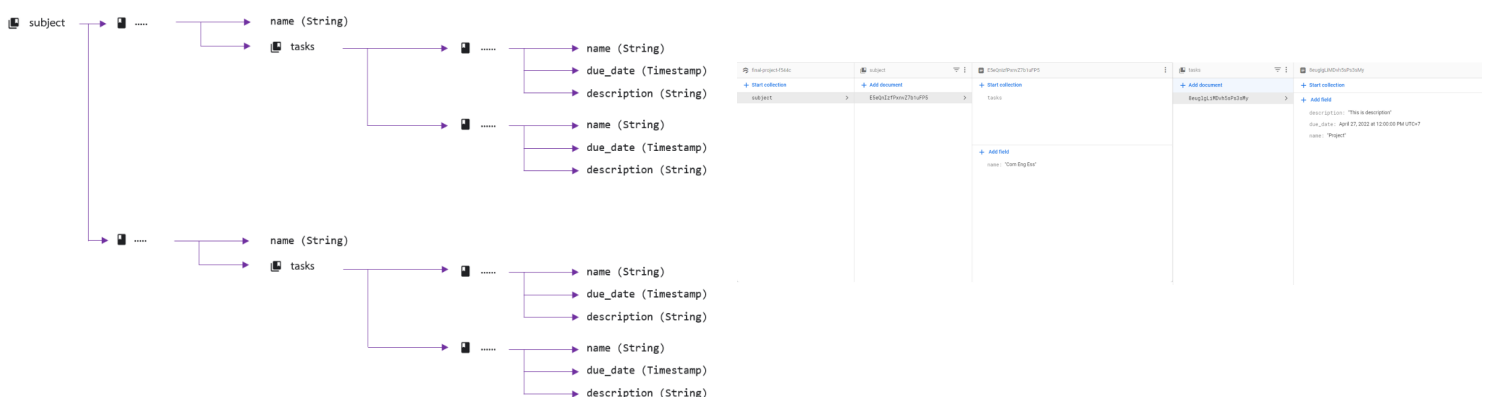 subject
.....
name (String)
tasks
......
name (String)
due_date (Timestamp)
description (String)
......
name (String)
due_date (Timestamp)
description (String)
.....
name (String)
tasks
......
name (String)
due_date (Timestamp)
description (String)
......
name (String)
due_date (Timestamp)
description (String)
subject
tasks
+ Start collection
+ Add document
+ Start collection
+ Add document
+ Start collection
subject
tasks
+ Add field
description: "This is description"
due_date: April 27, 2022 at 12:00:00 PM UTC+7
name: "Project"
+ Add field
name: "Com Eng Ess"